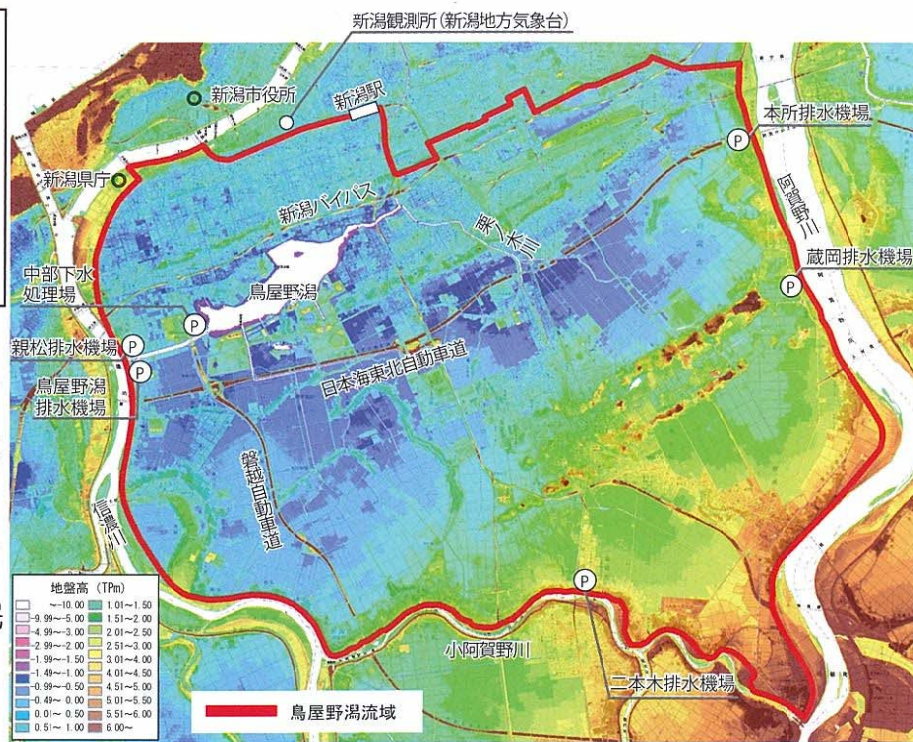 新潟観測所(新潟地方気象台)
新潟市役所
新潟駅
本所排水機場
新潟県庁
新潟バイパス
栗ノ木川
阿賀野川
中部下水
処理場
鳥屋野潟
蔵岡排水機場
親松排水機場
日本海東北自動車道
鳥屋野潟
排水機場
磐越自動車道
信濃川
P
P
P
P
P
P
地盤高 (TPm)
~-10.00 1.01~1.50
-9.99~-5.00 1.51~2.00
-4.99~-3.00 2.01~2.50
-2.99~-2.00 2.51~3.00
-1.99~-1.50 3.01~4.00
-1.49~-1.00 4.01~4.50
-0.99~-0.50 4.51~5.00
-0.49~0.00 5.01~5.50
0.01~0.50 5.51~6.00
0.51~1.00 6.00~
小阿賀野川
二本木排水機場
鳥屋野潟流域